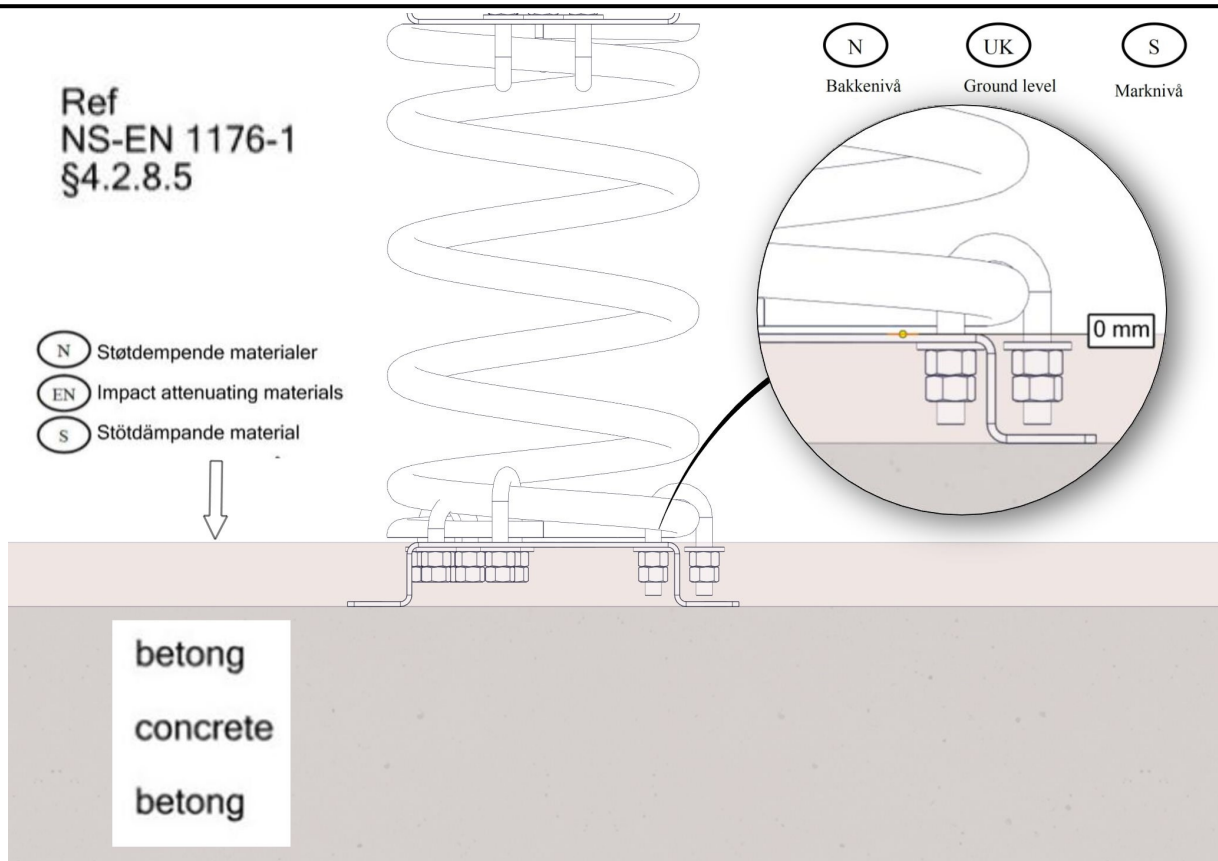 Ref
NS-EN 1176-1
§4.2.8.5
N
Bakkenivå
UK
Ground level
S
Marknivå
0 mm
N Støtdempende materialer
EN Impact attenuating materials
S Stötdämpande material
betong
concrete
betong